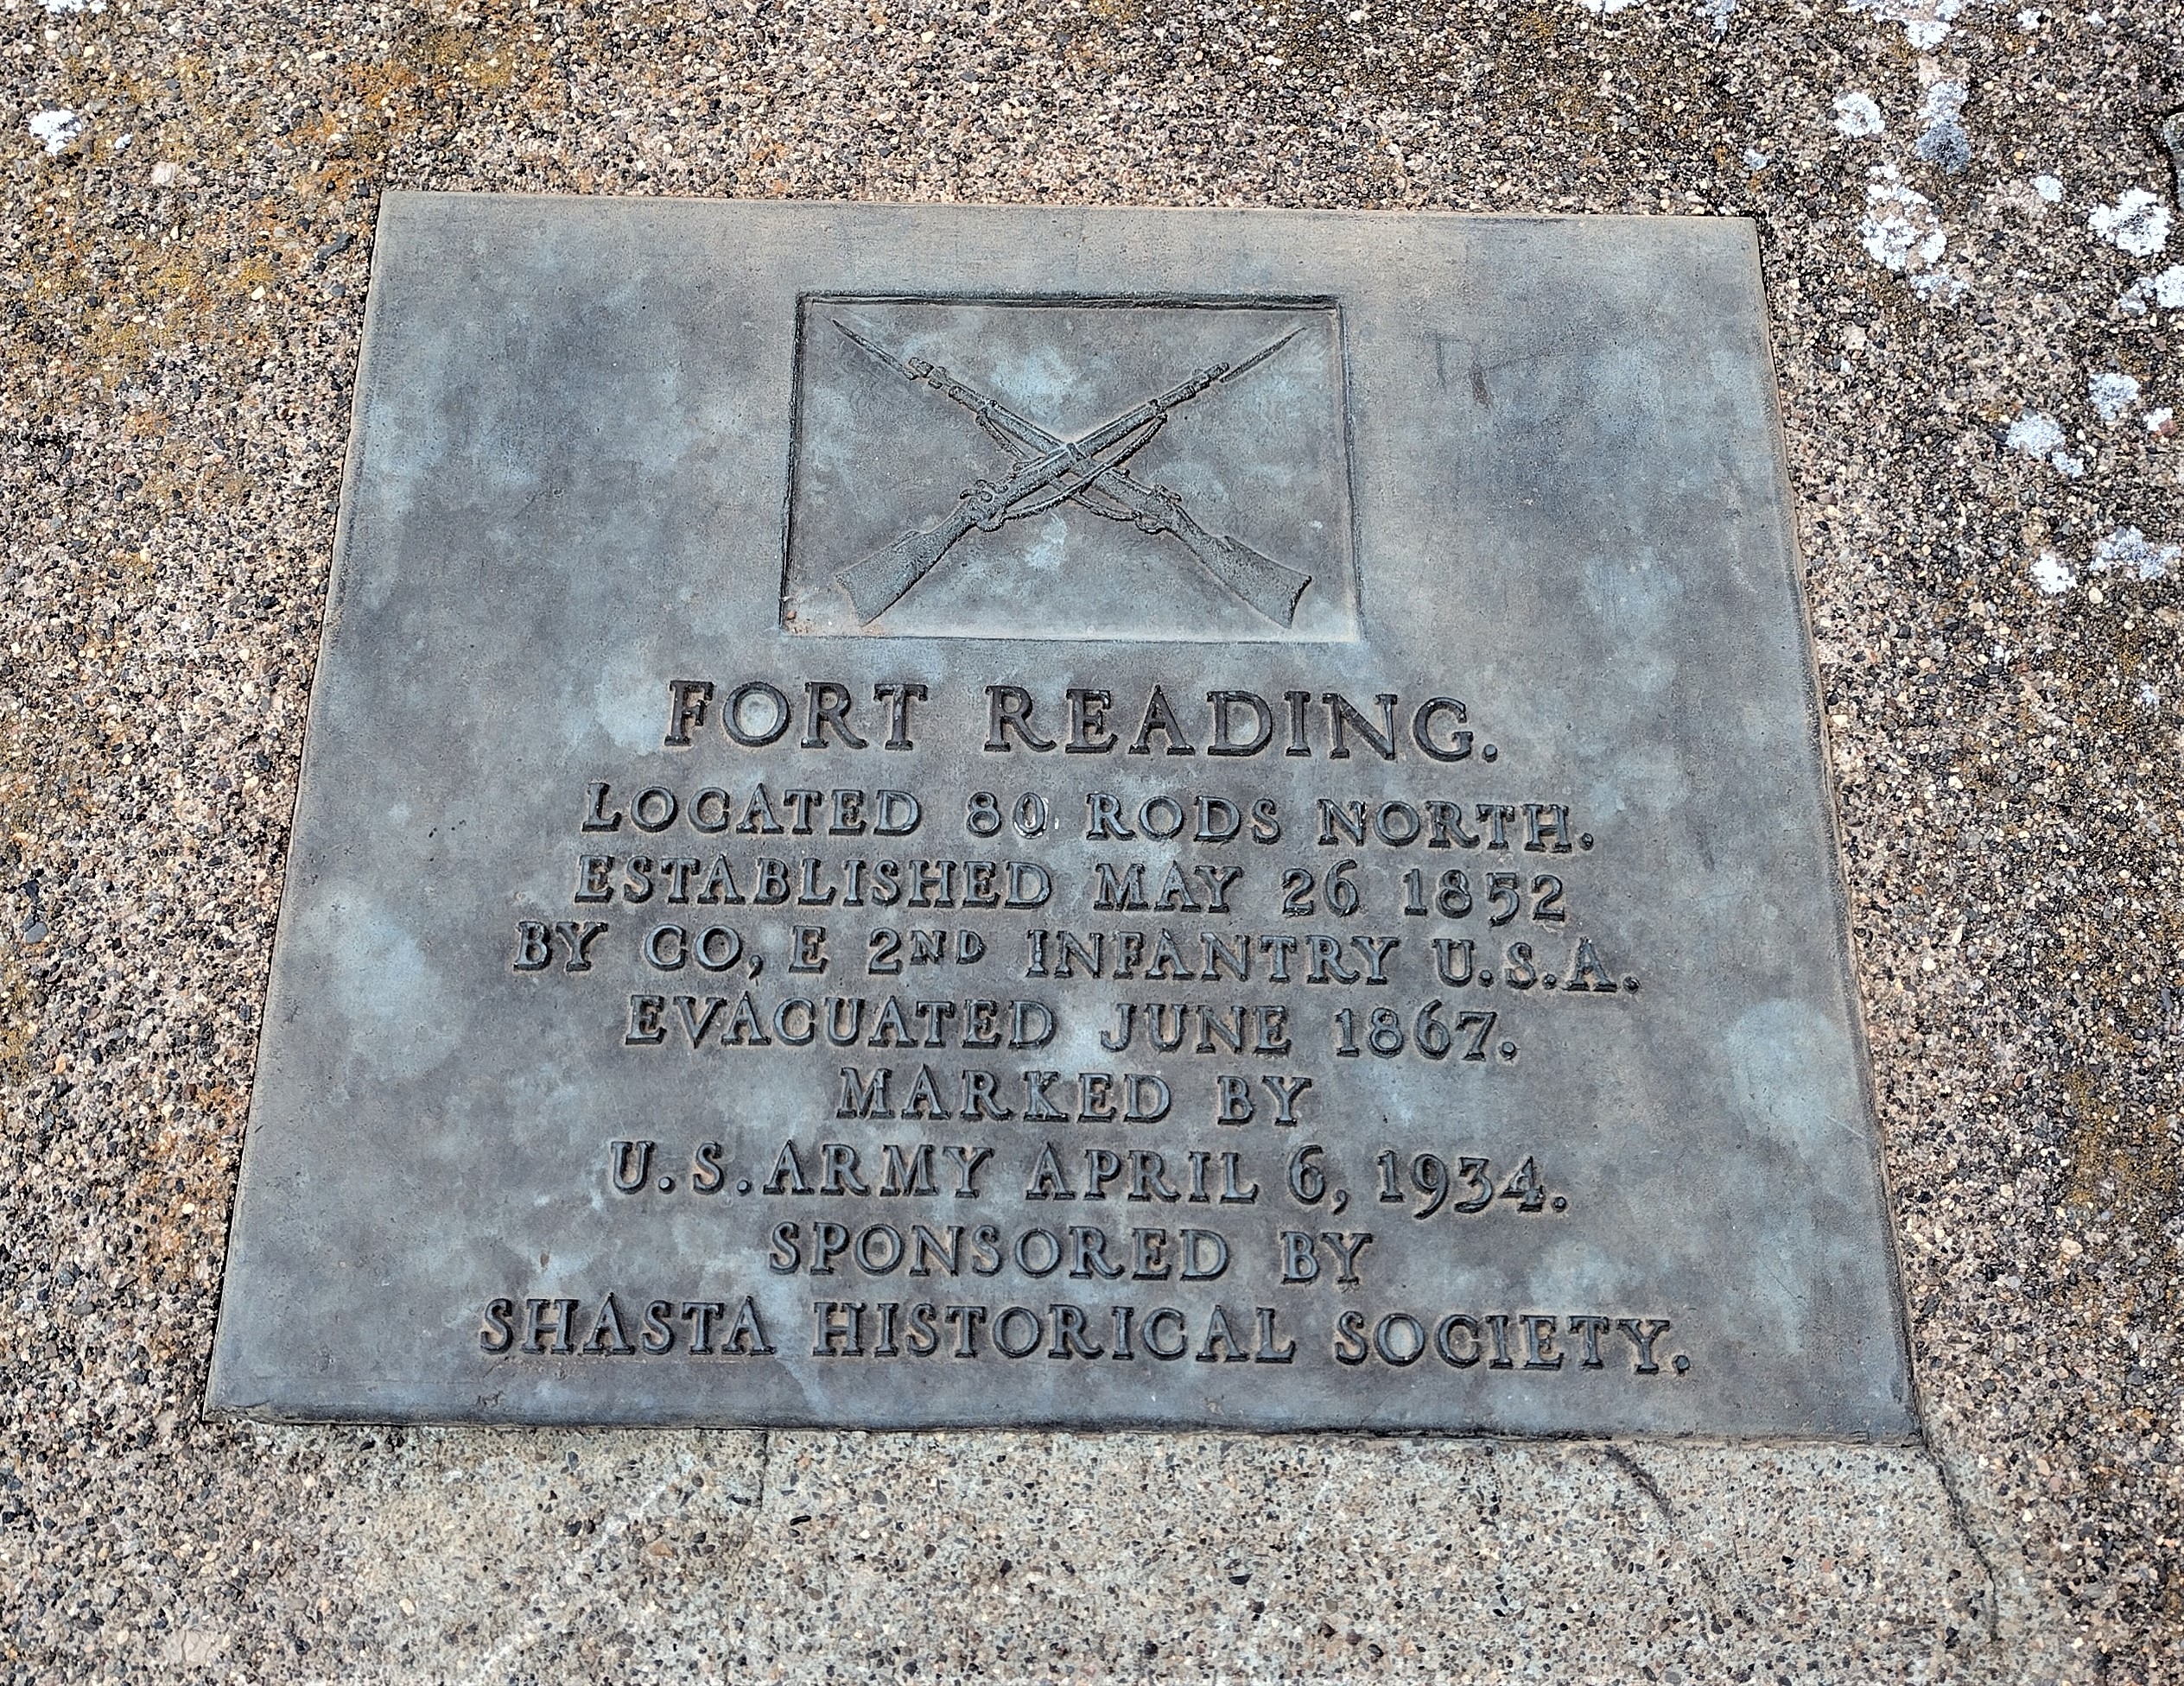 FORT READING.
LOCATED 80 RODS NORTH.
ESTABLISHED MAY 26 1852
BY CO, E 2ND INFANTRY U.S.A.
EVACUATED JUNE 1867.
MARKED BY
U.S. ARMY APRIL 6, 1934.
SPONSORED BY
SHASTA HISTORICAL SOCIETY.